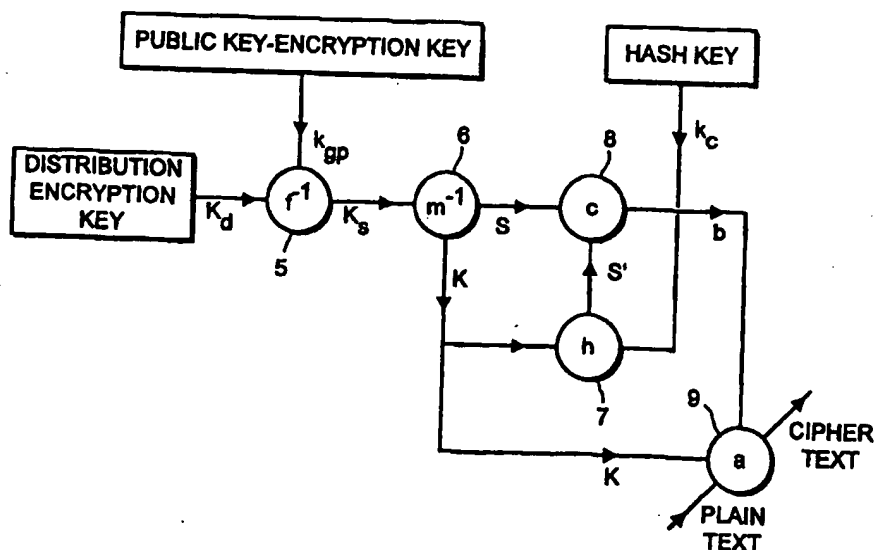 PUBLIC KEY-ENCRYPTION KEY
HASH KEY
DISTRIBUTION
ENCRYPTION
KEY
k_gp
k_c
K_d
f^-1
5
K_s
6
m^-1
S
8
c
b
K
S'
h
7
9
a
K
CIPHER
TEXT
PLAIN
TEXT